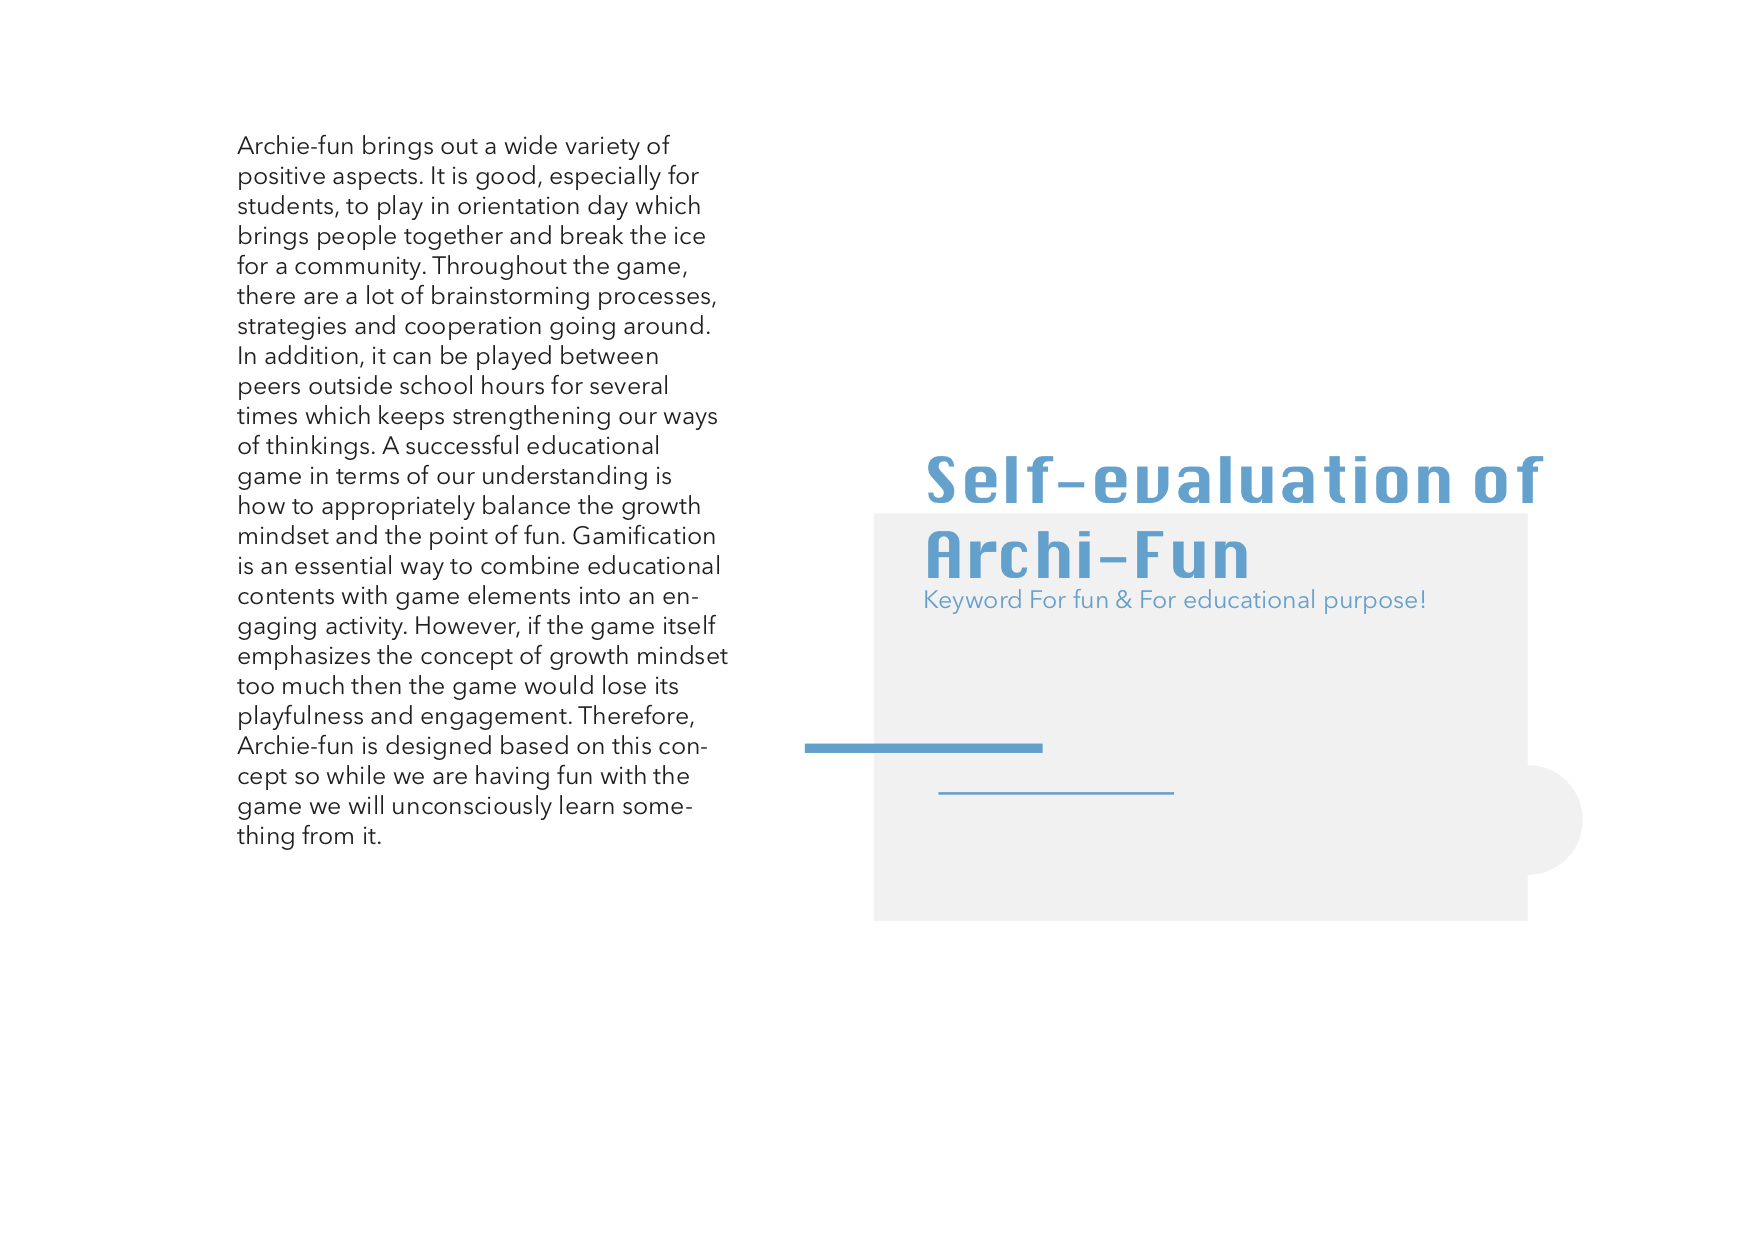 Archie-fun brings out a wide variety of
positive aspects. It is good, especially for
students, to play in orientation day which
brings people together and break the ice
for a community. Throughout the game,
there are a lot of brainstorming processes,
strategies and cooperation going around.
In addition, it can be played between
peers outside school hours for several
times which keeps strengthening our ways
of thinkings. A successful educational
game in terms of our understanding is
how to appropriately balance the growth
mindset and the point of fun. Gamification
is an essential way to combine educational
contents with game elements into an en-
gaging activity. However, if the game itself
emphasizes the concept of growth mindset
too much then the game would lose its
playfulness and engagement. Therefore,
Archie-fun is designed based on this con-
cept so while we are having fun with the
game we will unconsciously learn some-
thing from it.
Self-evaluation of
Archi-Fun
Keyword For fun & For educational purpose!